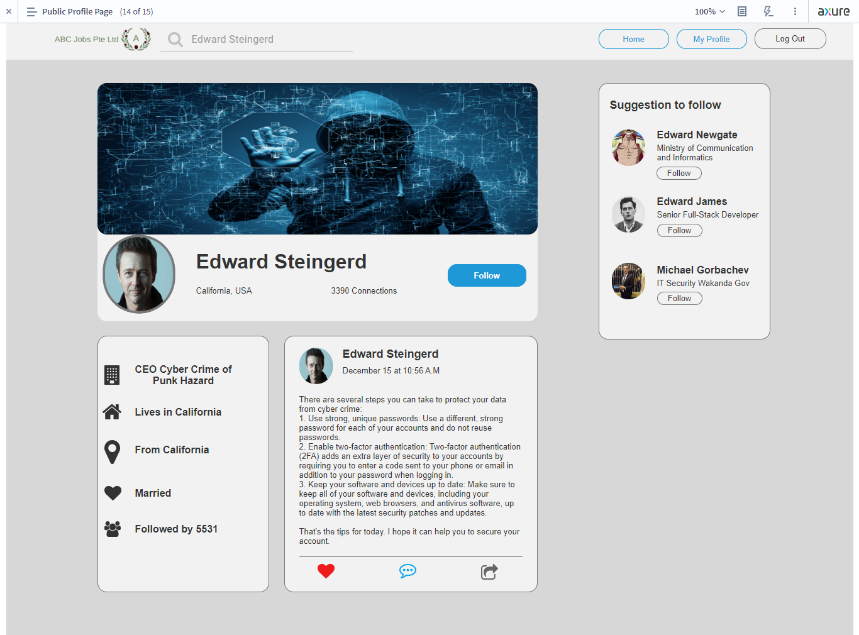 Public Profile Page (14 of 15)
100%
axure
ABC Jobs Pte Ltd
A
Edward Steingerd
Home
My Profile
Log Out
Edward Steingerd
California, USA
3390 Connections
Follow
Suggestion to follow
Edward Newgate
Ministry of Communication
and Informatics
Follow
Edward James
Senior Full-Stack Developer
Follow
Michael Gorbachev
IT Security Wakanda Gov
Follow
CEO Cyber Crime of
Punk Hazard
Lives in California
From California
Married
Followed by 5531
Edward Steingerd
December 15 at 10:56 A.M
There are several steps you can take to protect your data
from cyber crime:
1. Use strong, unique passwords: Use a different, strong
password for each of your accounts and do not reuse
passwords.
2. Enable two-factor authentication: Two-factor authentication
(2FA) adds an extra layer of security to your accounts by
requiring you to enter a code sent to your phone or email in
addition to your password when logging in.
3. Keep your software and devices up to date: Make sure to
keep all of your software and devices, including your
operating system, web browsers, and antivirus software, up
to date with the latest security patches and updates.
That's the tips for today. I hope it can help you to secure your
account.